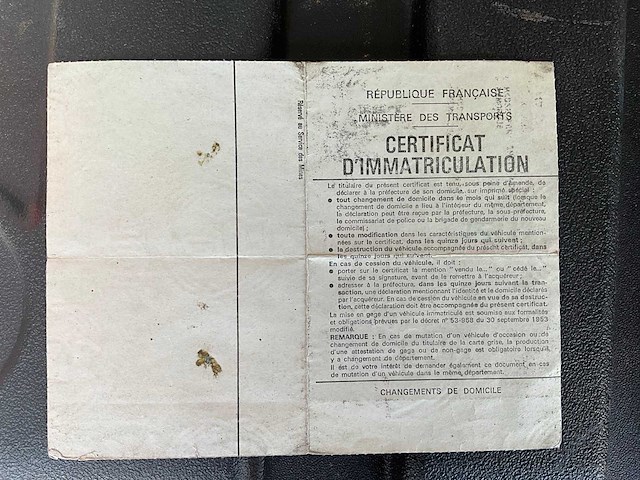 Réservé au Service des Mines
RÉPUBLIQUE FRANÇAISE
MINISTÈRE DES TRANSPORTS
CERTIFICAT
D'IMMATRICULATION
Le titulaire du présent certificat est tenu, sous peine d'amende, de
déclarer à la préfecture de son domicile, sur imprimé spécial :
• tout changement de domicile dans le mois qui suit (lorsque le
changement de domicile a lieu à l'intérieur du même département,
la déclaration peut être reçue par la préfecture, la sous-préfecture,
le commissariat de police ou la brigade de gendarmerie du nouveau
domicile) ;
• toute modification dans les caractéristiques du véhicule mention-
nées sur le certificat, dans les quinze jours qui suivent ;
• la destruction du véhicule accompagnée du présent certificat, dans
les quinze jours qui suivent.
En cas de cession du véhicule, il doit :
• porter sur le certificat la mention "vendu le..." ou "cédé le..."
suivie de sa signature, avant de le remettre à l'acquéreur ;
• adresser à la préfecture, dans les quinze jours suivant la tran-
saction, une déclaration mentionnant l'identité et le domicile déclarés
par l'acquéreur. En cas de cession du véhicule en vue de sa destruc-
tion, cette déclaration doit être accompagnée du présent certificat.
La mise en gage d'un véhicule immatriculé est soumise aux formalités
et obligations prévues par le décret n° 53-968 du 30 septembre 1953
modifié.
REMARQUE : En cas de mutation d'un véhicule d'occasion ou de
changement de domicile du titulaire de la carte grise, la production
d'une attestation de gage ou de non-gage est obligatoire lorsqu'il
y a changement de département.
Il est de votre intérêt de demander également ce document en cas
de mutation d'un véhicule dans le même département.
CHANGEMENTS DE DOMICILE